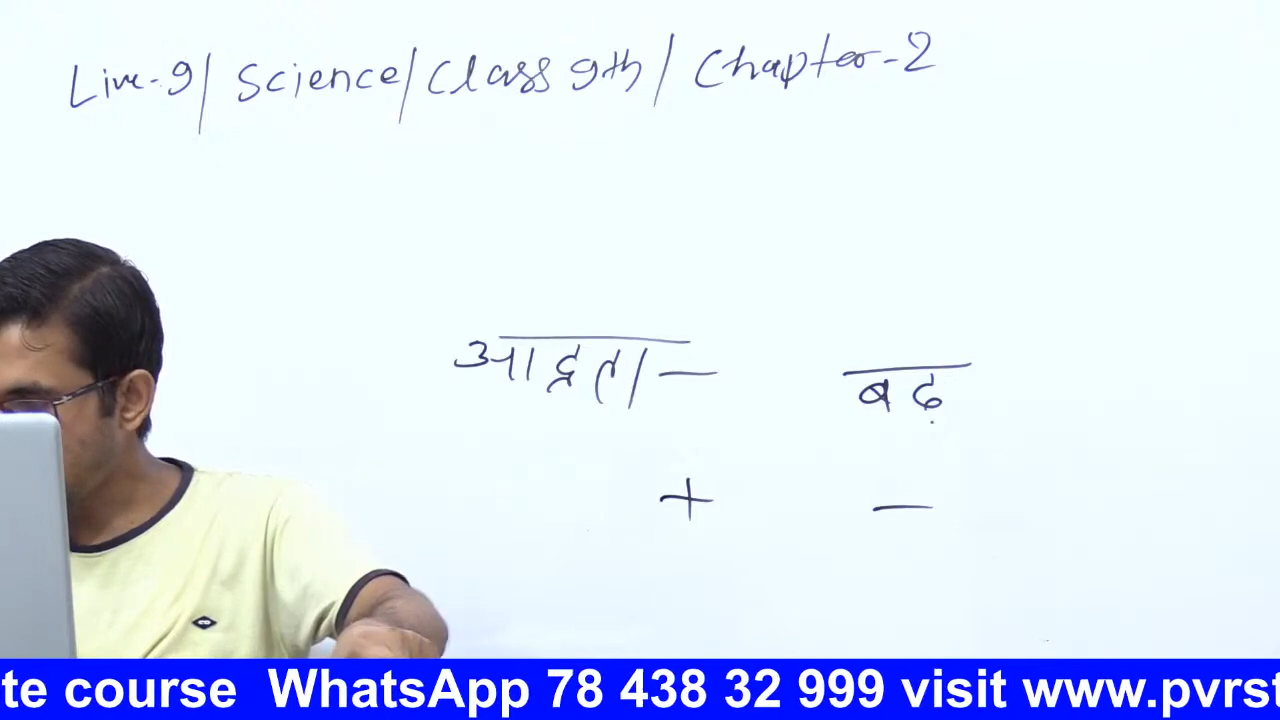 Live-9/ Science/Class 9th/ Chapter-2
आद्रता — बढ़
+ —
te course WhatsApp 78 438 32 999 visit www.pvrst